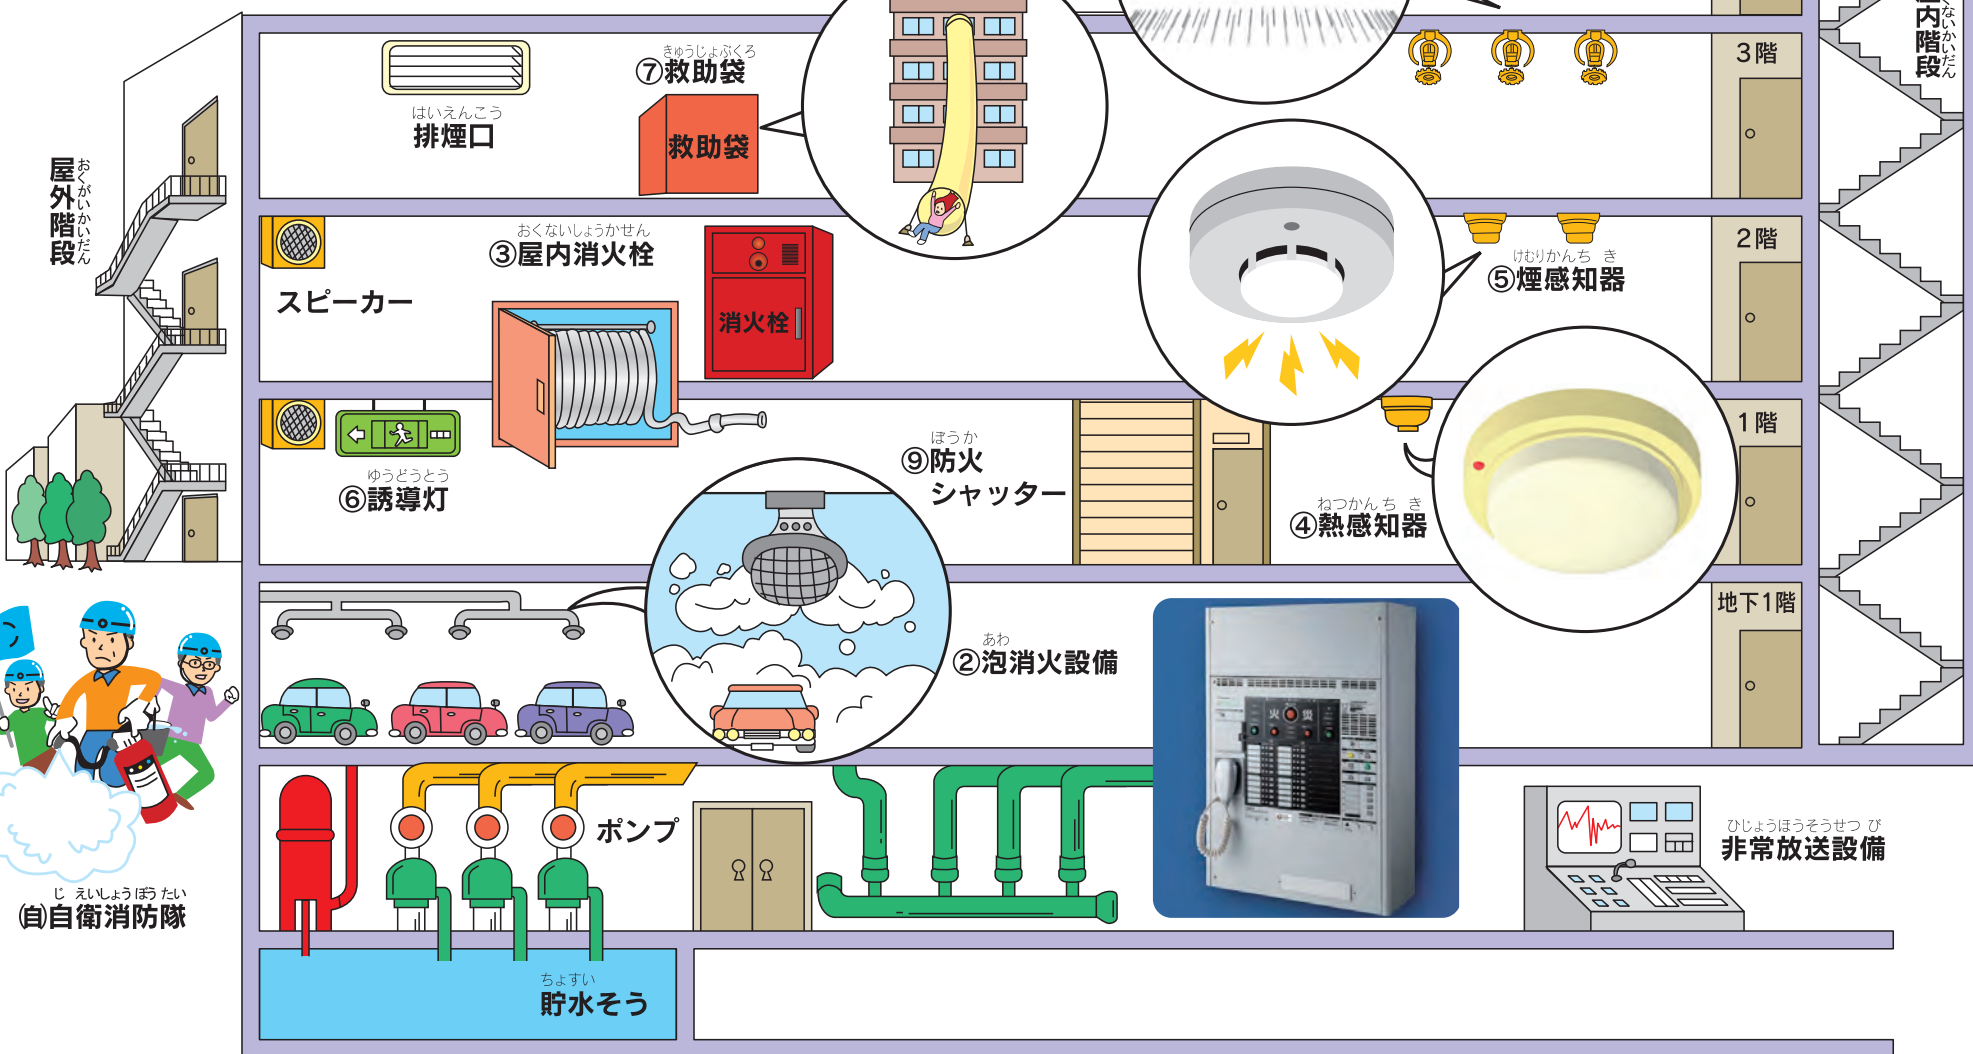 屋内階段
くないかいだん
3階
きゅうじょぶくろ
⑦救助袋
救助袋
はいえんこう
排煙口
おくがいかいだん
屋外階段
2階
おくないしょうかせん
③屋内消火栓
スピーカー
消火栓
けむりかんちき
⑤煙感知器
1階
ゆうどうとう
⑥誘導灯
ぼうか
⑨防火
シャッター
ねつかんちき
④熱感知器
地下1階
あわ
②泡消火設備
火災
ポンプ
ひじょうほうそうせつび
非常放送設備
じえいしょうぼうたい
(自)自衛消防隊
ちょすい
貯水そう